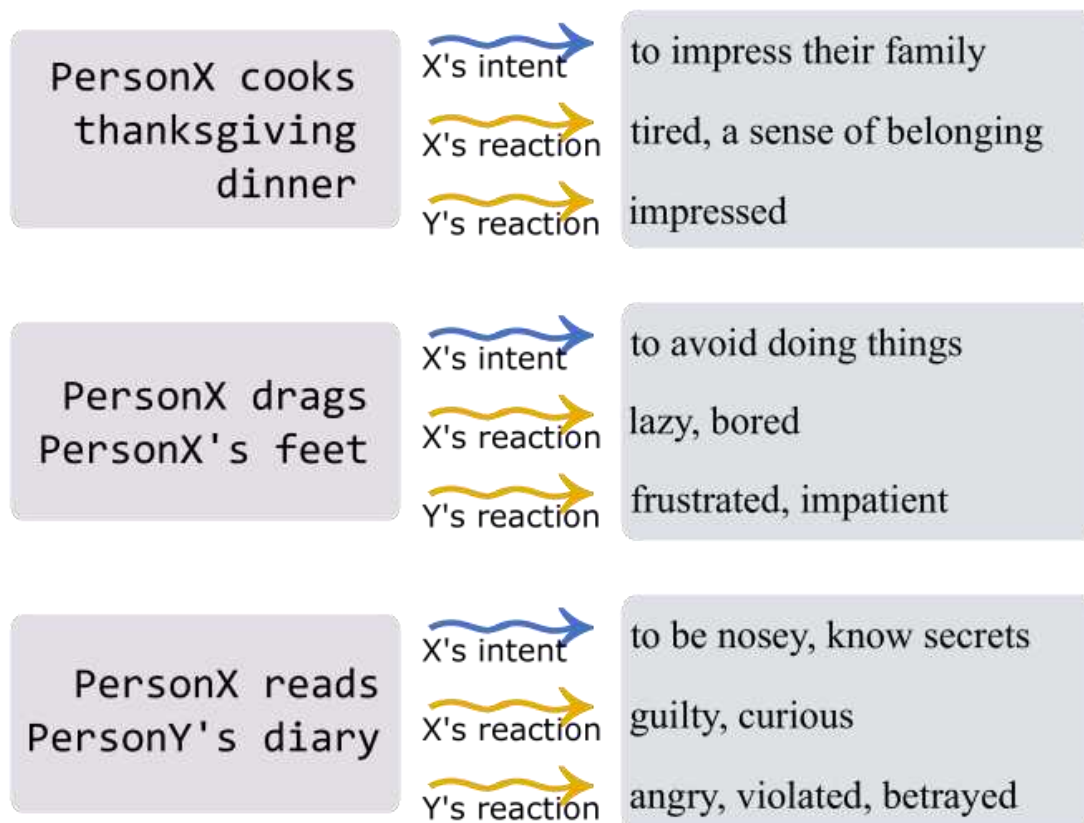 PersonX cooks
thanksgiving
dinner
X's intent
to impress their family
X's reaction
tired, a sense of belonging
Y's reaction
impressed
PersonX drags
PersonX's feet
X's intent
to avoid doing things
X's reaction
lazy, bored
Y's reaction
frustrated, impatient
PersonX reads
PersonY's diary
X's intent
to be nosey, know secrets
X's reaction
guilty, curious
Y's reaction
angry, violated, betrayed